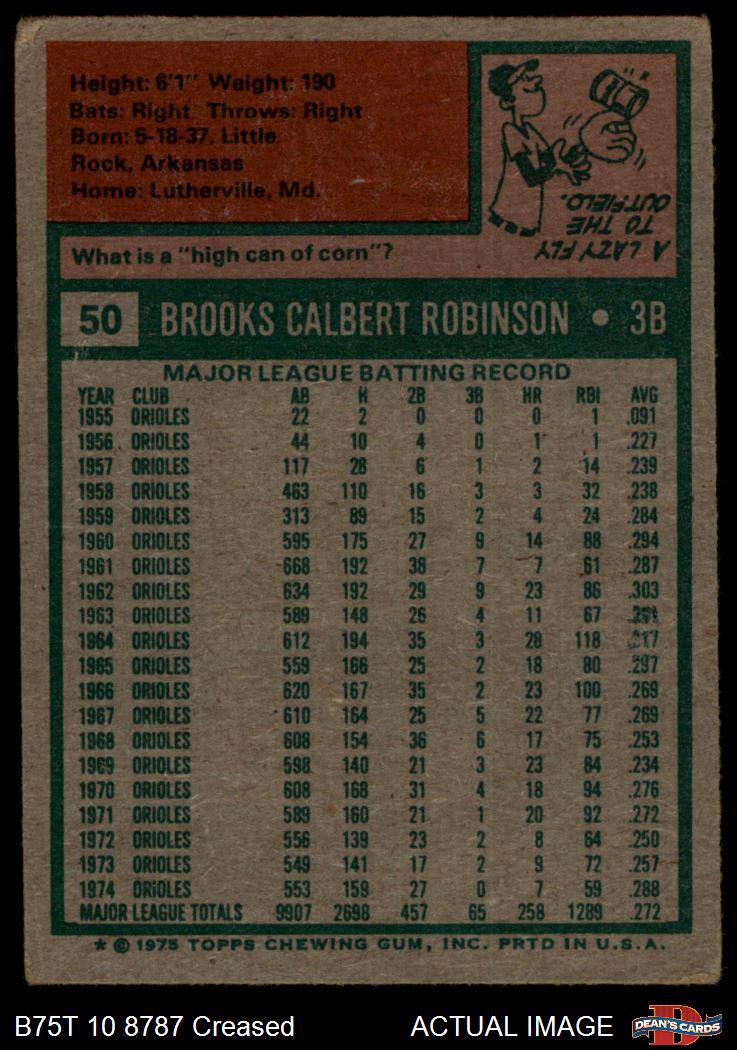 Height: 6'1" Weight: 190
Bats: Right Throws: Right
Born: 5-18-37, Little
Rock, Arkansas
Home: Lutherville, Md.
What is a "high can of corn"?
A LAZY FLY
TO THE
OUTFIELD.
50 BROOKS CALBERT ROBINSON • 3B
MAJOR LEAGUE BATTING RECORD
YEAR CLUB AB H 2B 3B HR RBI AVG
1955 ORIOLES 22 2 0 0 0 1 .091
1956 ORIOLES 44 10 4 0 1 1 .227
1957 ORIOLES 117 28 6 1 2 14 .239
1958 ORIOLES 463 110 16 3 3 32 .238
1959 ORIOLES 313 89 15 2 4 24 .284
1960 ORIOLES 595 175 27 9 14 88 .294
1961 ORIOLES 668 192 38 7 7 61 .287
1962 ORIOLES 634 192 29 9 23 86 .303
1963 ORIOLES 589 148 26 4 11 67
1964 ORIOLES 612 194 35 3 28 118
1965 ORIOLES 559 166 25 2 18 80 .297
1966 ORIOLES 620 167 35 2 23 100 .269
1967 ORIOLES 610 164 25 5 22 77 .269
1968 ORIOLES 608 154 36 6 17 75 .253
1969 ORIOLES 598 140 21 3 23 84 .234
1970 ORIOLES 608 168 31 4 18 94 .276
1971 ORIOLES 589 160 21 1 20 92 .272
1972 ORIOLES 556 139 23 2 8 64 .250
1973 ORIOLES 549 141 17 2 9 72 .257
1974 ORIOLES 553 159 27 0 7 59 .288
MAJOR LEAGUE TOTALS 9907 2698 457 65 258 1289 .272
* © 1975 TOPPS CHEWING GUM, INC. PRTD IN U.S.A.
B75T 10 8787 Creased ACTUAL IMAGE
D DEAN'S CARDS